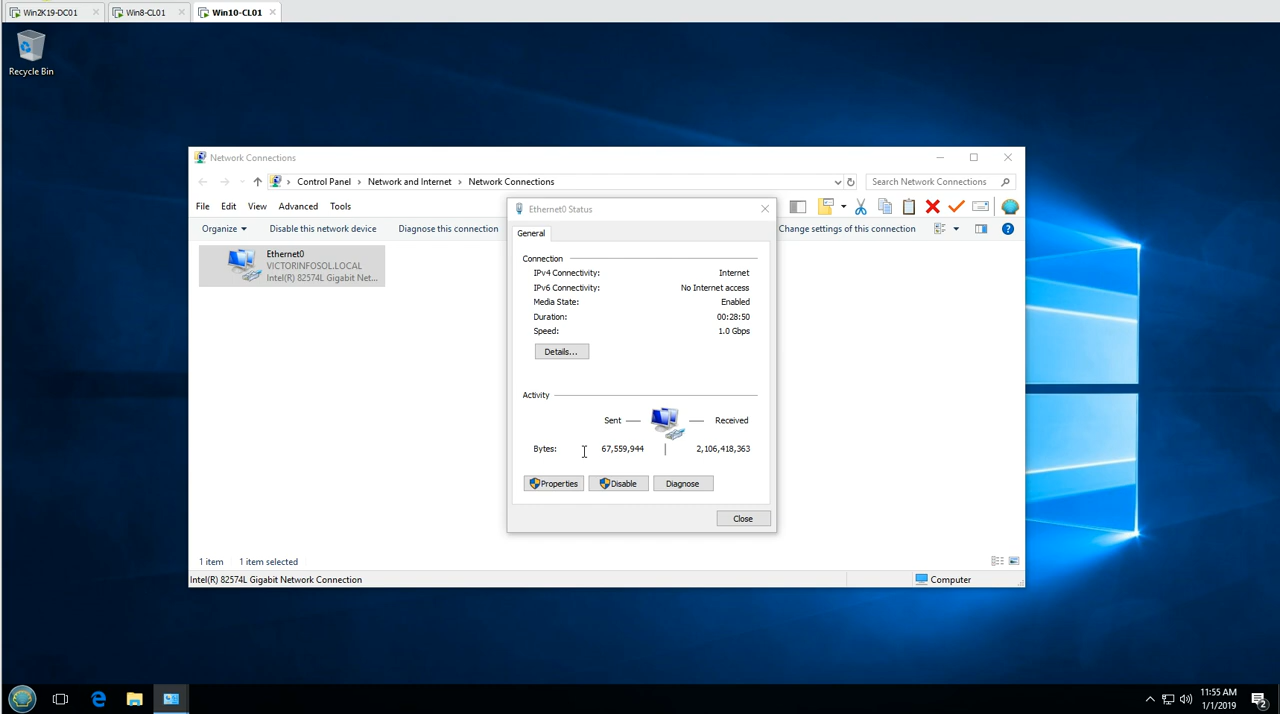 Win2K19-DC01
Win8-CL01
Win10-CL01
Recycle Bin
Network Connections
Control Panel > Network and Internet > Network Connections
Search Network Connections
File Edit View Advanced Tools
Organize Disable this network device Diagnose this connection
Change settings of this connection
Ethernet0
VICTORINFOSOL.LOCAL
Intel(R) 82574L Gigabit Net...
Ethernet0 Status
General
Connection
IPv4 Connectivity: Internet
IPv6 Connectivity: No Internet access
Media State: Enabled
Duration: 00:28:50
Speed: 1.0 Gbps
Details...
Activity
Sent — — Received
Bytes: 67,559,944 | 2,106,418,363
Properties Disable Diagnose
Close
1 item 1 item selected
Intel(R) 82574L Gigabit Network Connection
Computer
11:55 AM
1/1/2019
2